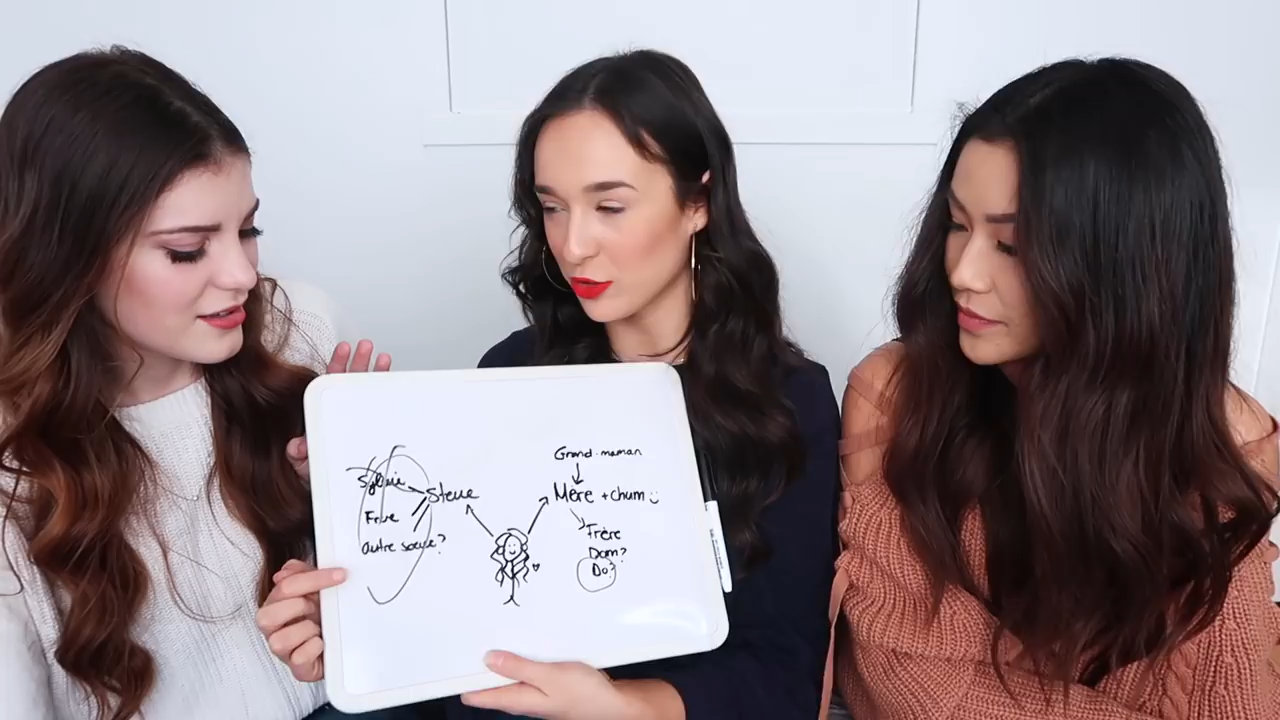 Sylvie
Steve
Frère
Autre soeur?
Grand-maman
Mère + chum
Frère
Dom?
Do?